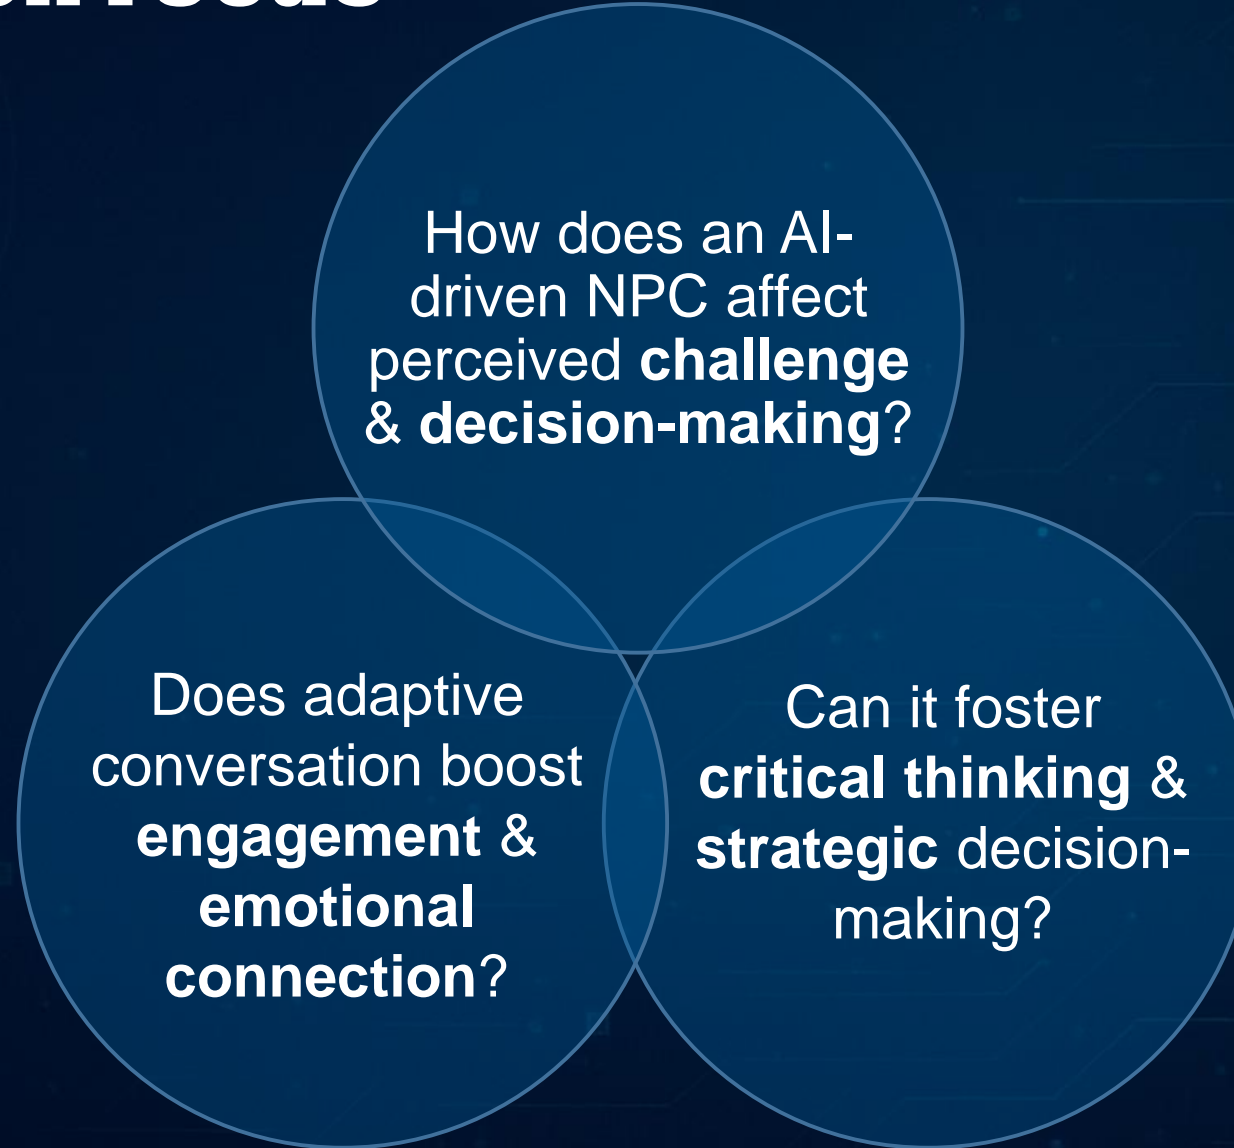 How does an AI-
driven NPC affect
perceived challenge
& decision-making?
Does adaptive
conversation boost
engagement &
emotional
connection?
Can it foster
critical thinking &
strategic decision-
making?